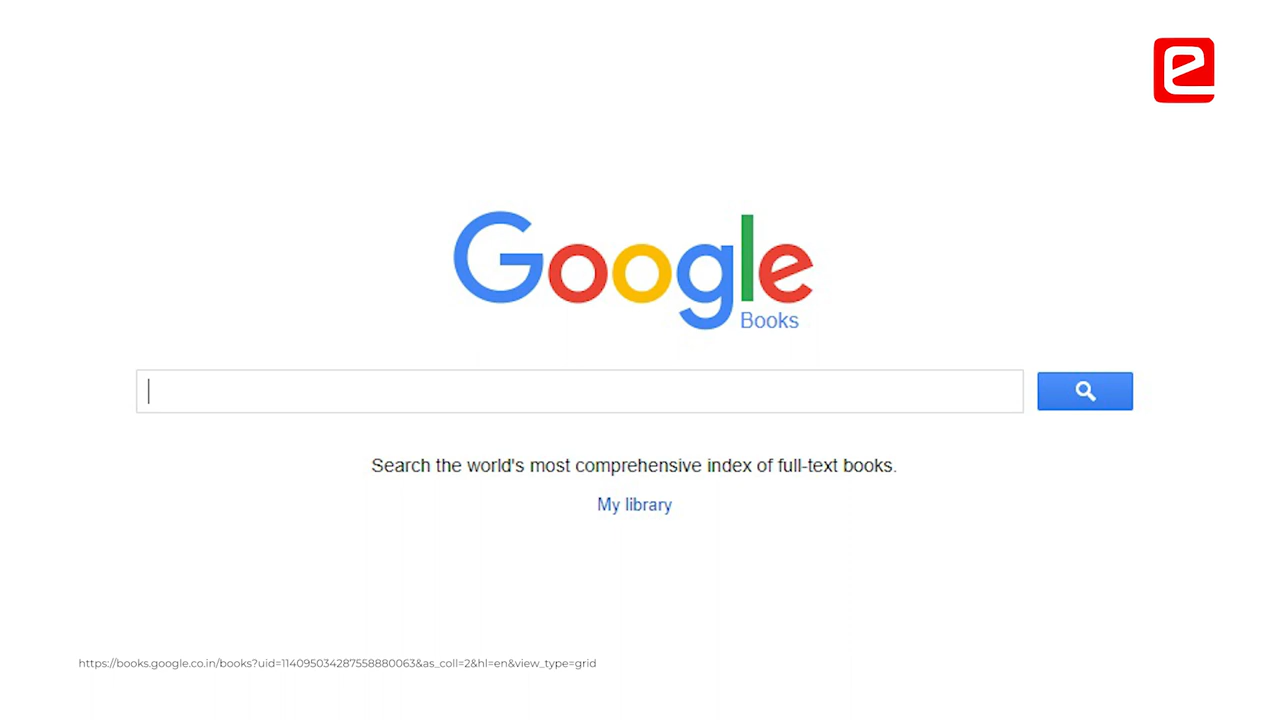 Google
Books
Search the world's most comprehensive index of full-text books.
My library
https://books.google.co.in/books?uid=114095034287558880063&as_coll=2&hl=en&view_type=grid